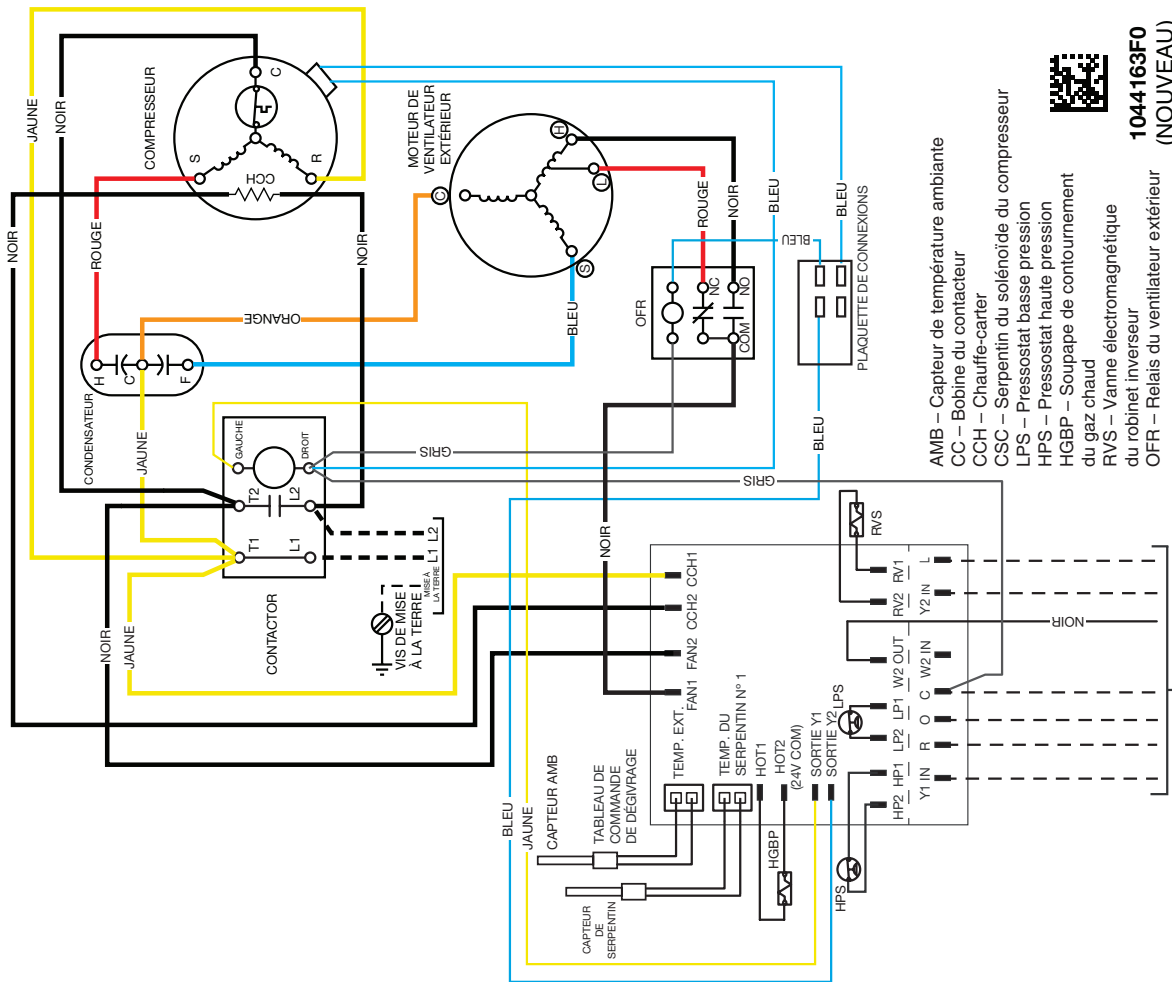 JAUNE
NOIR
COMPRESSEUR
C
S
R
CCH
NOIR
ROUGE
NOIR
MOTEUR DE
VENTILATEUR
EXTÉRIEUR
C
H
L
S
ORANGE
BLEU
CONDENSATEUR
H
C
F
JAUNE
ROUGE
NOIR
BLEU
BLEU
BLEU
OFR
NC
NO
COM
PLAQUETTE DE CONNEXIONS
BLEU
GAUCHE
DROIT
T2
L2
T1
L1
CONTACTOR
GRIS
GRIS
NOIR
L1
L2
MISE À
LA TERRE
VIS DE MISE
À LA TERRE
NOIR
JAUNE
BLEU
JAUNE
CCH1
CCH2
FAN2
FAN1
TEMP. EXT.
TEMP. DU
SERPENTIN N° 1
HOT1
HOT2
(24V COM)
SORTIE Y1
SORTIE Y2
CAPTEUR AMB
TABLEAU DE
COMMANDE
DE DÉGIVRAGE
CAPTEUR
DE
SERPENTIN
HGBP
HPS
LPS
RVS
HP2
HP1
LP2
LP1
W2 OUT
RV2
RV1
Y1 IN
R
O
C
W2 IN
Y2 IN
L
NOIR
AMB – Capteur de température ambiante
CC – Bobine du contacteur
CCH – Chauffe-carter
CSC – Serpentin du solénoïde du compresseur
LPS – Pressostat basse pression
HPS – Pressostat haute pression
HGBP – Soupape de contournement
du gaz chaud
RVS – Vanne électromagnétique
du robinet inverseur
OFR – Relais du ventilateur extérieur
1044163F0
(NOUVEAU)